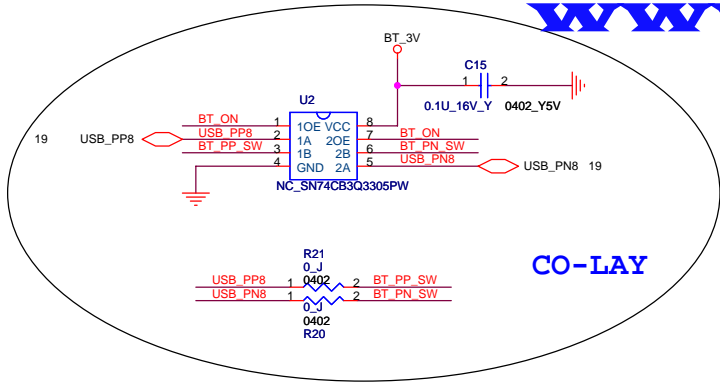 WWW
BT_3V
C15
1 2
0.1U_16V_Y 0402_Y5V
U2
BT_ON 1 1OE VCC 8
19 USB_PP8 USB_PP8 2 1A 2OE 7 BT_ON
BT_PP_SW 3 1B 2B 6 BT_PN_SW
4 GND 2A 5 USB_PN8 USB_PN8 19
NC_SN74CB3Q3305PW
R21
0_J
0402
USB_PP8 1 2 BT_PP_SW
USB_PN8 1 2 BT_PN_SW
0_J
0402
R20
CO-LAY